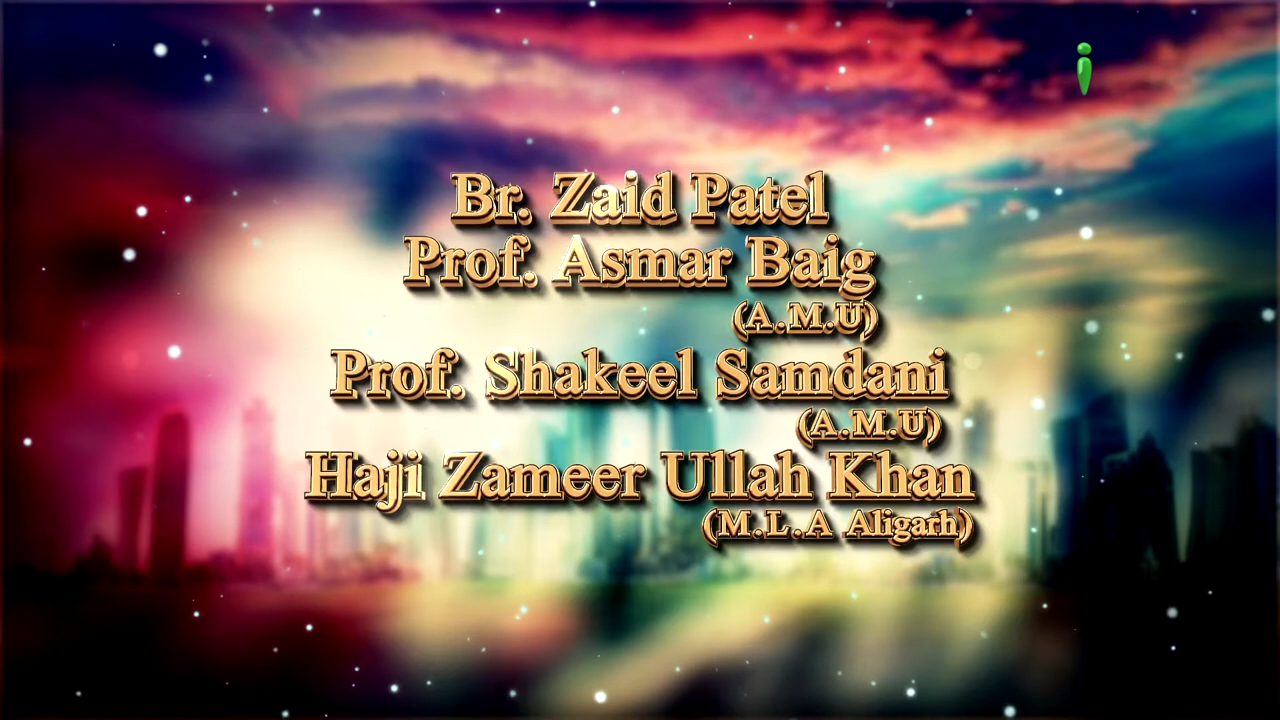 Br. Zaid Patel
Prof. Asmar Baig
(A.M.U)
Prof. Shakeel Samdani
(A.M.U)
Haji Zameer Ullah Khan
(M.L.A Aligarh)